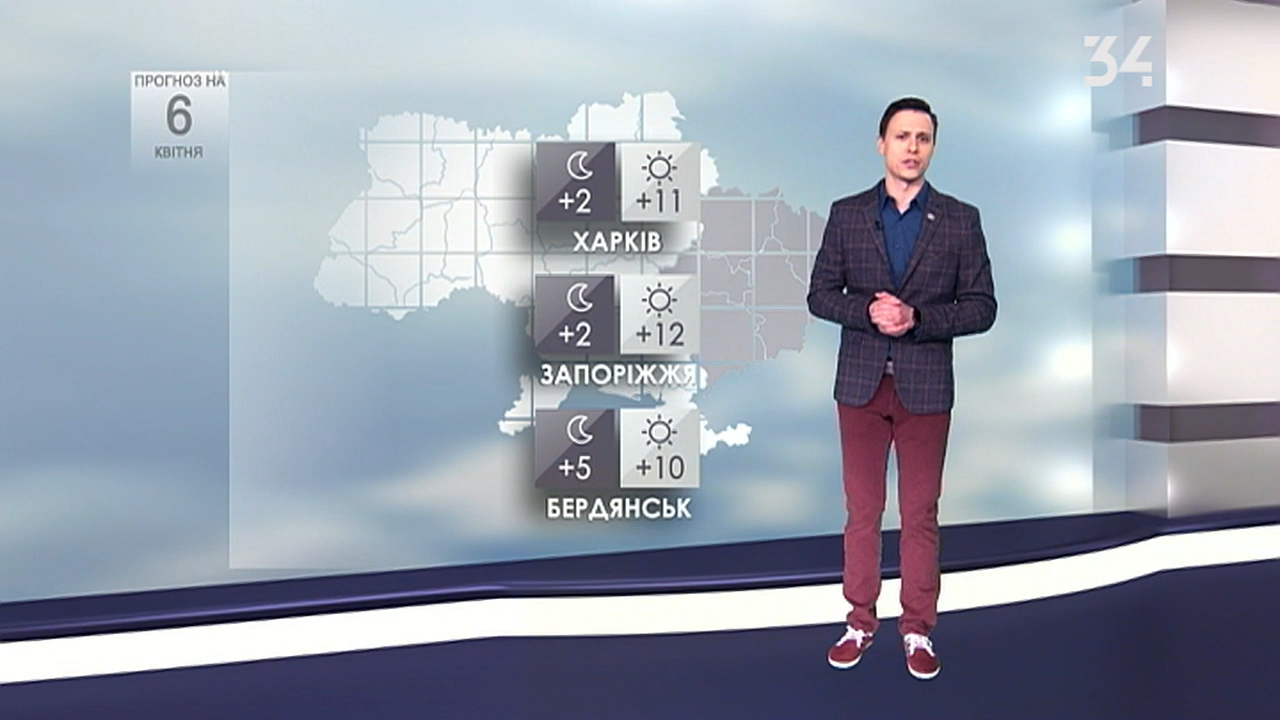 34
ПРОГНОЗ НА
6
КВІТНЯ
+2 +11
ХАРКІВ
+2 +12
ЗАПОРІЖЖЯ
+5 +10
БЕРДЯНСЬК